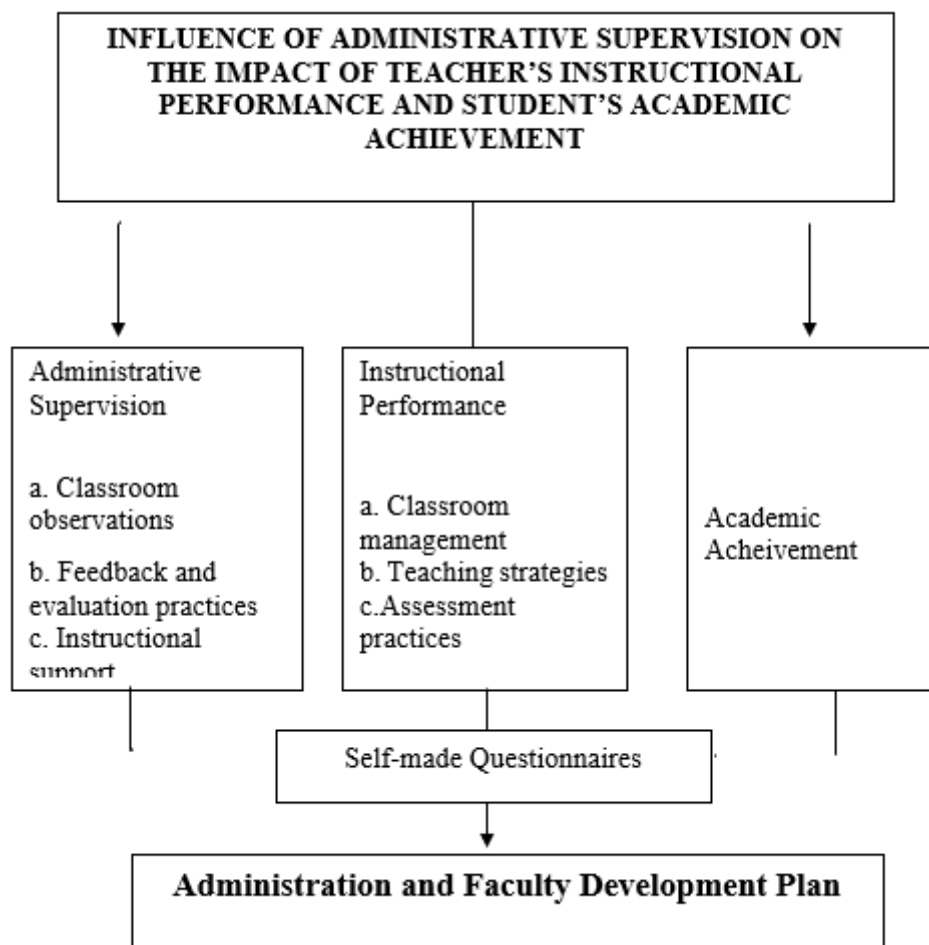 INFLUENCE OF ADMINISTRATIVE SUPERVISION ON
THE IMPACT OF TEACHER’S INSTRUCTIONAL
PERFORMANCE AND STUDENT’S ACADEMIC
ACHIEVEMENT
Administrative
Supervision
a. Classroom
observations
b. Feedback and
evaluation practices
c. Instructional
support
Instructional
Performance
a. Classroom
management
b. Teaching strategies
c.Assessment
practices
Academic
Acheivement
Self-made Questionnaires
Administration and Faculty Development Plan